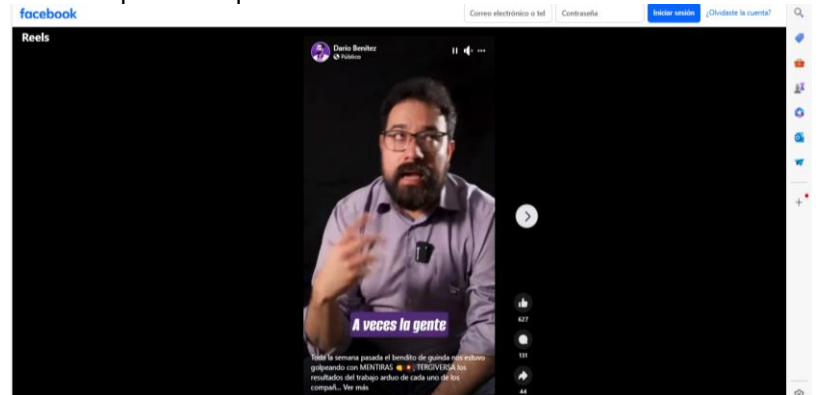 facebook
Correo electrónico o tel
Contraseña
Iniciar sesión
¿Olvidaste la cuenta?
Reels
Darío Benítez
Público
A veces la gente
627
131
44
Toda la semana pasada el bendito de guinda nos estuvo
golpeando con MENTIRAS 👊💥, TERGIVERSA los
resultados del trabajo arduo de cada uno de los
compañ... Ver más